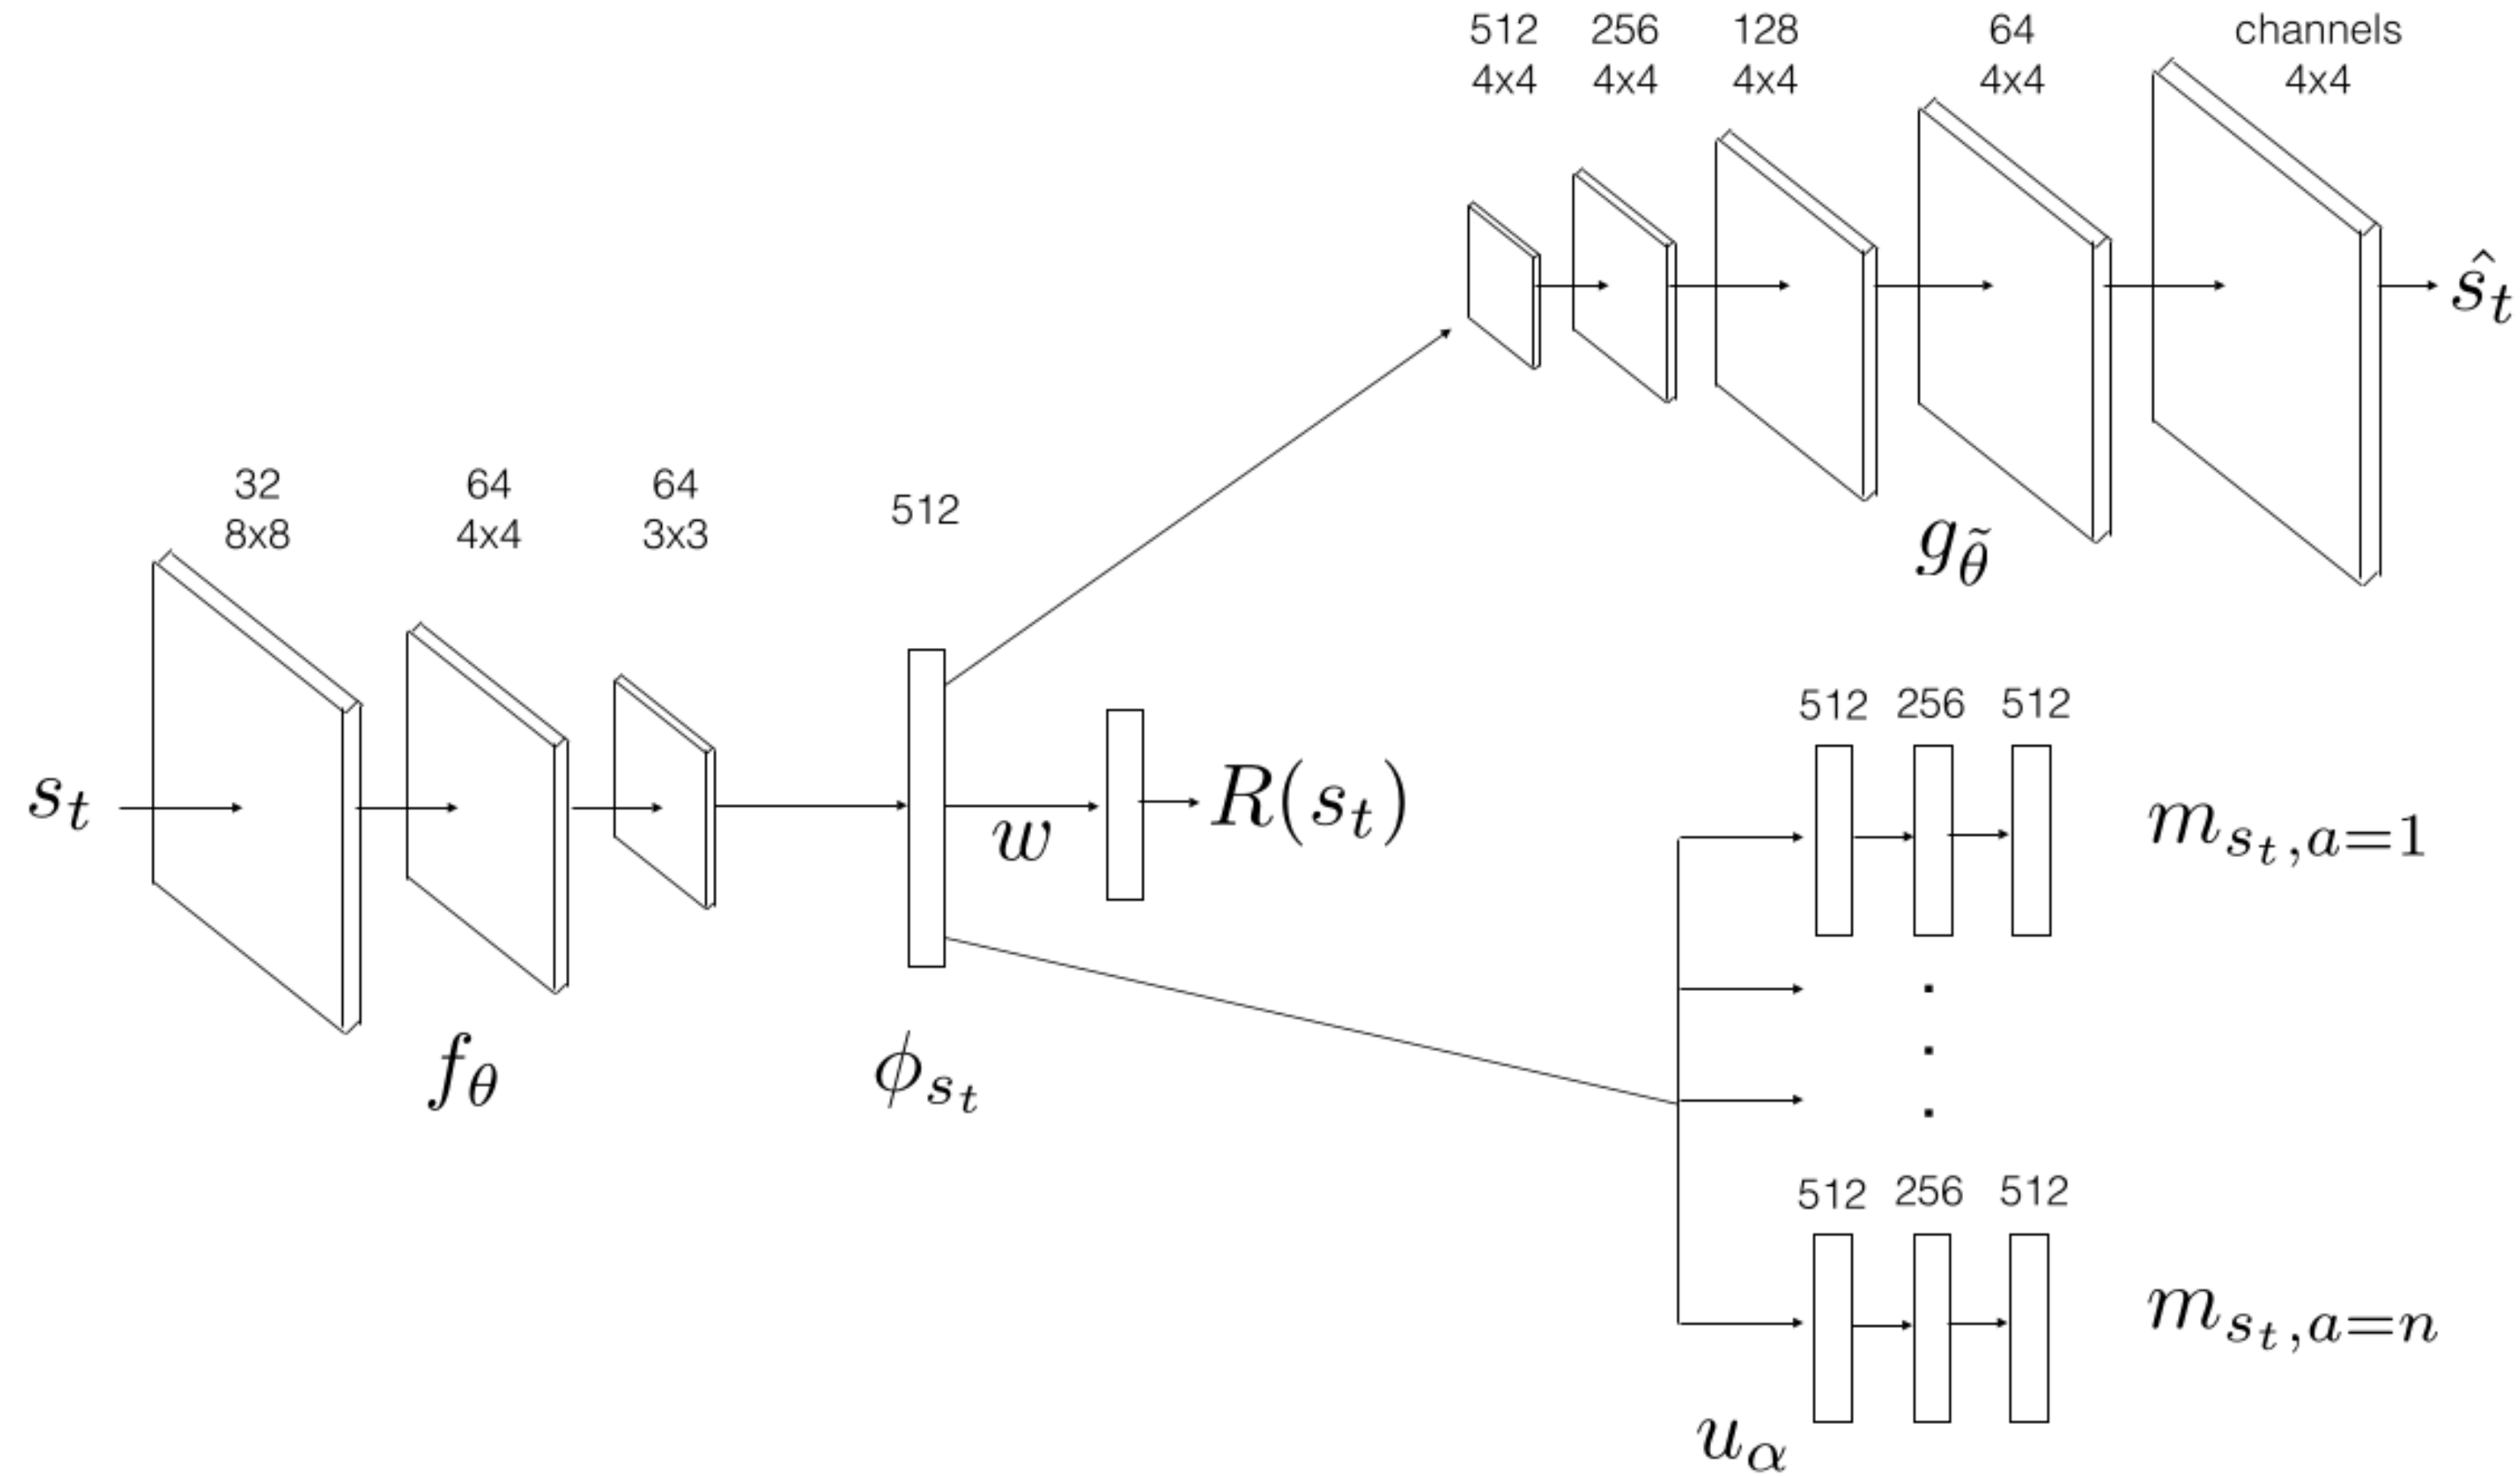 512 256 128 64 channels
4x4 4x4 4x4 4x4 4x4
ŝ_t
g_θ̃
32 64 64 512
8x8 4x4 3x3
s_t
w
R(s_t)
f_θ
ϕ_{s_t}
512 256 512
m_{s_t,a=1}
.
.
.
512 256 512
m_{s_t,a=n}
u_α